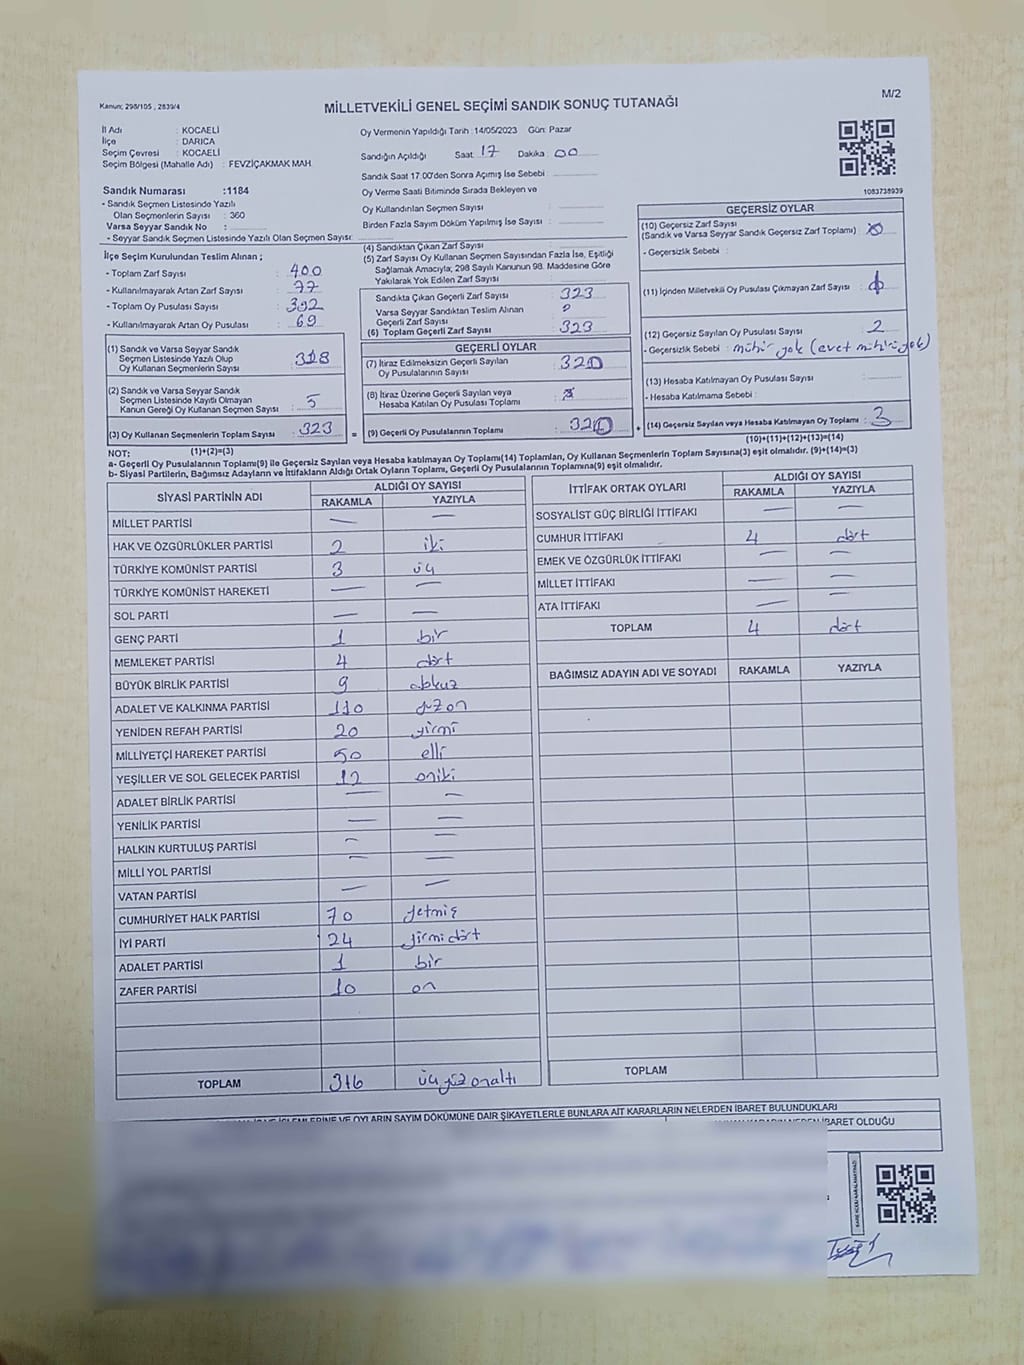 Kanun; 298/105 , 2839/4
MİLLETVEKİLİ GENEL SEÇİMİ SANDIK SONUÇ TUTANAĞI
M/2
İl Adı : KOCAELİ
İlçe : DARICA
Seçim Çevresi : KOCAELİ
Seçim Bölgesi (Mahalle Adı) : FEVZİÇAKMAK MAH.
Sandık Numarası :1184
- Sandık Seçmen Listesinde Yazılı
Olan Seçmenlerin Sayısı : 360
Varsa Seyyar Sandık No :
- Seyyar Sandık Seçmen Listesinde Yazılı Olan Seçmen Sayısı:
Oy Vermenin Yapıldığı Tarih :14/05/2023 Gün: Pazar
Sandığın Açıldığı Saat 17 Dakika 00
Sandık Saat 17:00'den Sonra Açımış İse Sebebi :
Oy Verme Saati Bitiminde Sırada Bekleyen ve
Oy Kullandırılan Seçmen Sayısı :
Birden Fazla Sayım Döküm Yapılmış İse Sayısı :
1083738939
İlçe Seçim Kurulundan Teslim Alınan ;
- Toplam Zarf Sayısı : 400
- Kullanılmayarak Artan Zarf Sayısı : 77
- Toplam Oy Pusulası Sayısı : 392
- Kullanılmayarak Artan Oy Pusulası : 69
(1) Sandık ve Varsa Seyyar Sandık
Seçmen Listesinde Yazılı Olup
Oy Kullanan Seçmenlerin Sayısı : 318
(2) Sandık ve Varsa Seyyar Sandık
Seçmen Listesinde Kayıtlı Olmayan
Kanun Gereği Oy Kullanan Seçmen Sayısı : 5
(3) Oy Kullanan Seçmenlerin Toplam Sayısı : 323
(4) Sandıktan Çıkan Zarf Sayısı :
(5) Zarf Sayısı Oy Kullanan Seçmen Sayısından Fazla İse, Eşitliği
Sağlamak Amacıyla; 298 Sayılı Kanunun 98. Maddesine Göre
Yakılarak Yok Edilen Zarf Sayısı :
Sandıkta Çıkan Geçerli Zarf Sayısı : 323
Varsa Seyyar Sandıktan Teslim Alınan
Geçerli Zarf Sayısı :
(6) Toplam Geçerli Zarf Sayısı : 323
GEÇERLİ OYLAR
(7) İtiraz Edilmeksizin Geçerli Sayılan
Oy Pusulalarının Sayısı : 320
(8) İtiraz Üzerine Geçerli Sayılan veya
Hesaba Katılan Oy Pusulası Toplamı :
= (9) Geçerli Oy Pusulalarının Toplamı : 320 +
GEÇERSİZ OYLAR
(10) Geçersiz Zarf Sayısı
(Sandık ve Varsa Seyyar Sandık Geçersiz Zarf Toplamı) :
- Geçersizlik Sebebi :
(11) İçinden Milletvekili Oy Pusulası Çıkmayan Zarf Sayısı :
(12) Geçersiz Sayılan Oy Pusulası Sayısı : 2
- Geçersizlik Sebebi : mühür yok (evet mührü yok)
(13) Hesaba Katılmayan Oy Pusulası Sayısı :
- Hesaba Katılmama Sebebi :
(14) Geçersiz Sayılan veya Hesaba Katılmayan Oy Toplamı : 3
(10)+(11)+(12)+(13)=(14)
NOT: (1)+(2)=(3)
a- Geçerli Oy Pusulalarının Toplamı(9) ile Geçersiz Sayılan veya Hesaba katılmayan Oy Toplamı(14) Toplamları, Oy Kullanan Seçmenlerin Toplam Sayısına(3) eşit olmalıdır. (9)+(14)=(3)
b- Siyasi Partilerin, Bağımsız Adayların ve İttifakların Aldığı Ortak Oyların Toplamı, Geçerli Oy Pusulalarının Toplamına(9) eşit olmalıdır.
SİYASİ PARTİNİN ADI ALDIĞI OY SAYISI
RAKAMLA YAZIYLA
MİLLET PARTİSİ — —
HAK VE ÖZGÜRLÜKLER PARTİSİ 2 iki
TÜRKİYE KOMÜNİST PARTİSİ 3 üç
TÜRKİYE KOMÜNİST HAREKETİ — —
SOL PARTİ — —
GENÇ PARTİ 1 bir
MEMLEKET PARTİSİ 4 dört
BÜYÜK BİRLİK PARTİSİ 9 dokuz
ADALET VE KALKINMA PARTİSİ 110 yüzon
YENİDEN REFAH PARTİSİ 20 yirmi
MİLLİYETÇİ HAREKET PARTİSİ 50 elli
YEŞİLLER VE SOL GELECEK PARTİSİ 12 oniki
ADALET BİRLİK PARTİSİ — —
YENİLİK PARTİSİ — —
HALKIN KURTULUŞ PARTİSİ — —
MİLLİ YOL PARTİSİ — —
VATAN PARTİSİ — —
CUMHURİYET HALK PARTİSİ 70 yetmiş
İYİ PARTİ 24 yirmidört
ADALET PARTİSİ 1 bir
ZAFER PARTİSİ 10 on
TOPLAM 316 üçyüzonaltı
İTTİFAK ORTAK OYLARI ALDIĞI OY SAYISI
RAKAMLA YAZIYLA
SOSYALİST GÜÇ BİRLİĞİ İTTİFAKI — —
CUMHUR İTTİFAKI 4 dört
EMEK VE ÖZGÜRLÜK İTTİFAKI — —
MİLLET İTTİFAKI — —
ATA İTTİFAKI — —
TOPLAM 4 dört
BAĞIMSIZ ADAYIN ADI VE SOYADI RAKAMLA YAZIYLA
TOPLAM
İŞLEMLERİNE VE OYLARIN SAYIM DÖKÜMÜNE DAİR ŞİKAYETLERLE BUNLARA AİT KARARLARIN NELERDEN İBARET BULUNDUKLARI
İBARET OLDUĞU